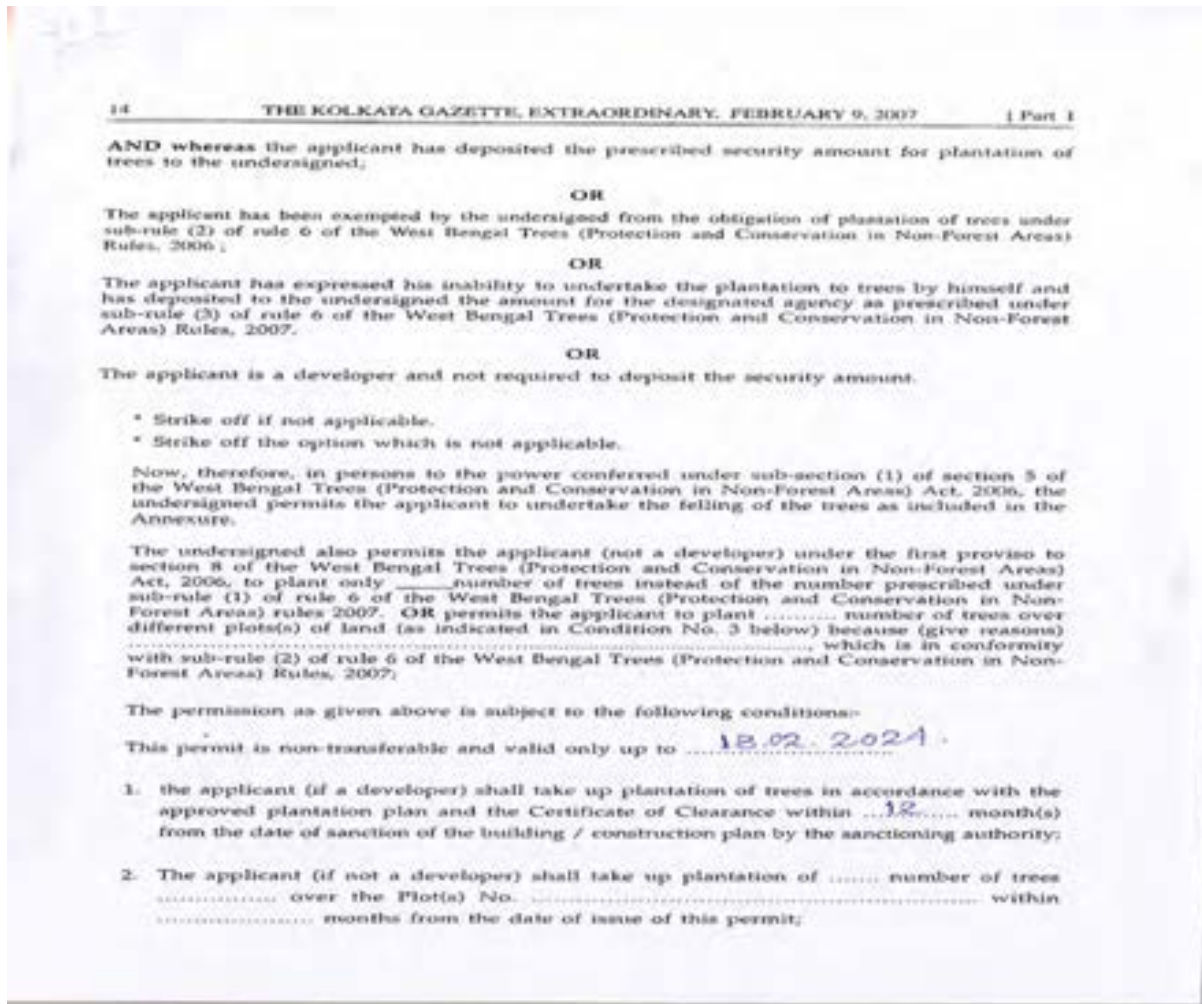 14 THE KOLKATA GAZETTE, EXTRAORDINARY, FEBRUARY 9, 2007 [ Part I
AND whereas the applicant has deposited the prescribed security amount for plantation of
trees to the undersigned;
OR
The applicant has been exempted by the undersigned from the obligation of plantation of trees under
sub-rule (2) of rule 6 of the West Bengal Trees (Protection and Conservation in Non-Forest Areas)
Rules, 2006 ;
OR
The applicant has expressed his inability to undertake the plantation to trees by himself and
has deposited to the undersigned the amount for the designated agency as prescribed under
sub-rule (3) of rule 6 of the West Bengal Trees (Protection and Conservation in Non-Forest
Areas) Rules, 2007.
OR
The applicant is a developer and not required to deposit the security amount.
* Strike off if not applicable.
* Strike off the option which is not applicable.
Now, therefore, in persons to the power conferred under sub-section (1) of section 5 of
the West Bengal Trees (Protection and Conservation in Non-Forest Areas) Act, 2006, the
undersigned permits the applicant to undertake the felling of the trees as included in the
Annexure.
The undersigned also permits the applicant (not a developer) under the first proviso to
section 8 of the West Bengal Trees (Protection and Conservation in Non-Forest Areas)
Act, 2006, to plant only _____number of trees instead of the number prescribed under
sub-rule (1) of rule 6 of the West Bengal Trees (Protection and Conservation in Non-
Forest Areas) rules 2007. OR permits the applicant to plant .......... number of trees over
different plots(s) of land (as indicated in Condition No. 3 below) because (give reasons)
......................................................................................, which is in conformity
with sub-rule (2) of rule 6 of the West Bengal Trees (Protection and Conservation in Non-
Forest Areas) Rules, 2007;
The permission as given above is subject to the following conditions:-
This permit is non-transferable and valid only up to ....18.02.2021.
1. the applicant (if a developer) shall take up plantation of trees in accordance with the
approved plantation plan and the Certificate of Clearance within ...12...... month(s)
from the date of sanction of the building / construction plan by the sanctioning authority;
2. The applicant (if not a developer) shall take up plantation of ....... number of trees
................. over the Plot(s) No. ................................................................ within
...................... months from the date of issue of this permit;